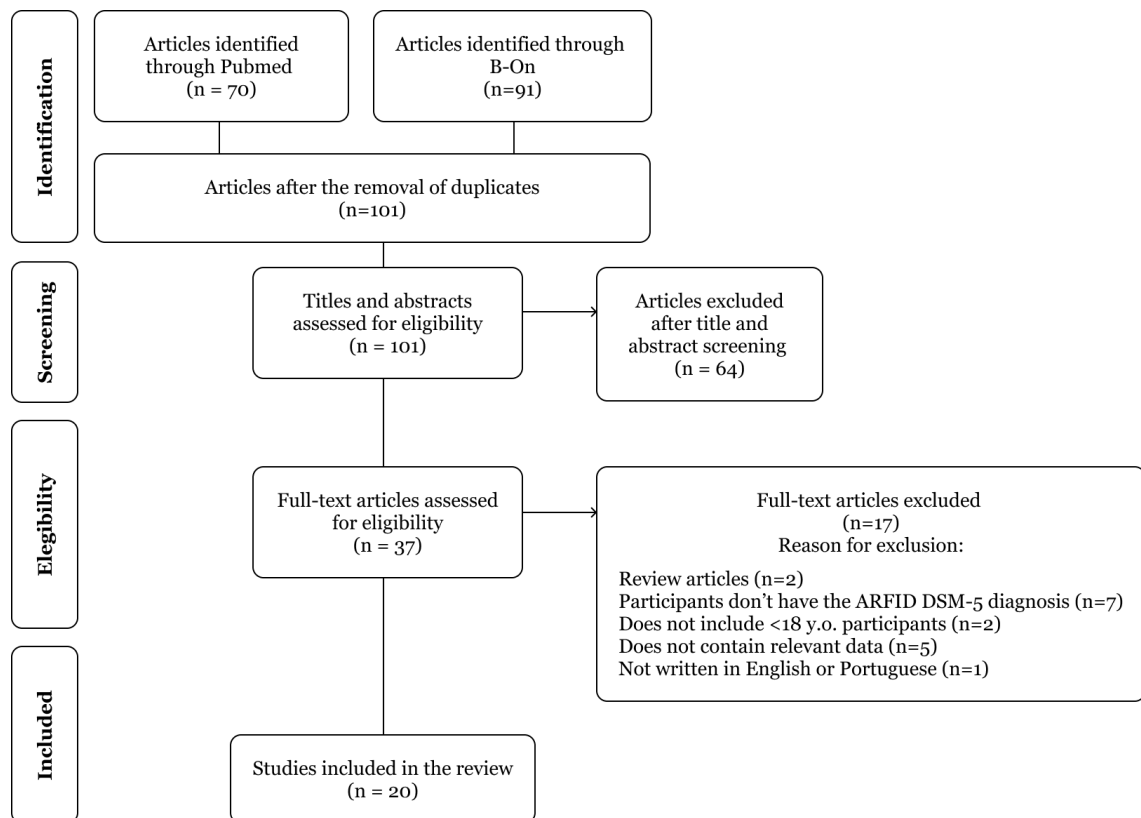 Identification
Articles identified
through Pubmed
(n = 70)
Articles identified through
B-On
(n=91)
Articles after the removal of duplicates
(n=101)
Screening
Titles and abstracts
assessed for eligibility
(n = 101)
Articles excluded
after title and
abstract screening
(n = 64)
Elegibility
Full-text articles assessed
for eligibility
(n = 37)
Full-text articles excluded
(n=17)
Reason for exclusion:
Review articles (n=2)
Participants don’t have the ARFID DSM-5 diagnosis (n=7)
Does not include <18 y.o. participants (n=2)
Does not contain relevant data (n=5)
Not written in English or Portuguese (n=1)
Included
Studies included in the review
(n = 20)